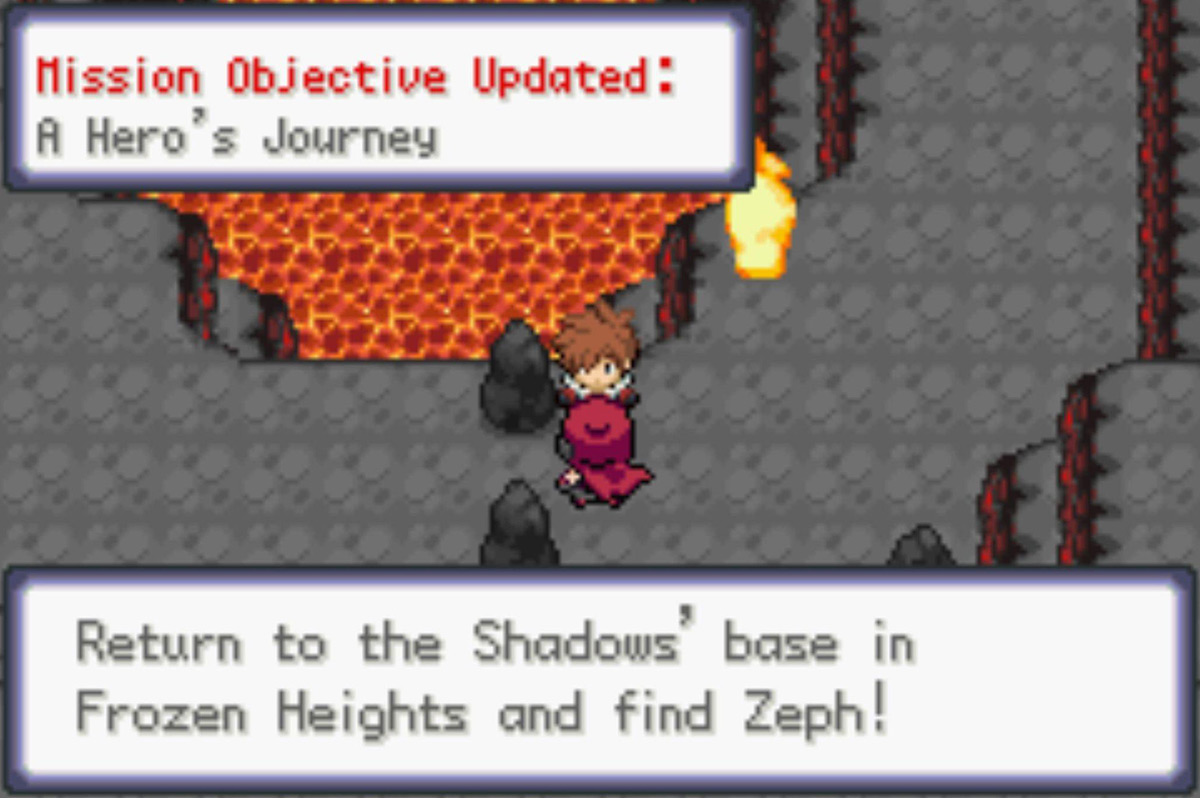 Mission Objective Updated:
A Hero's Journey
Return to the Shadows' base in
Frozen Heights and find Zeph!